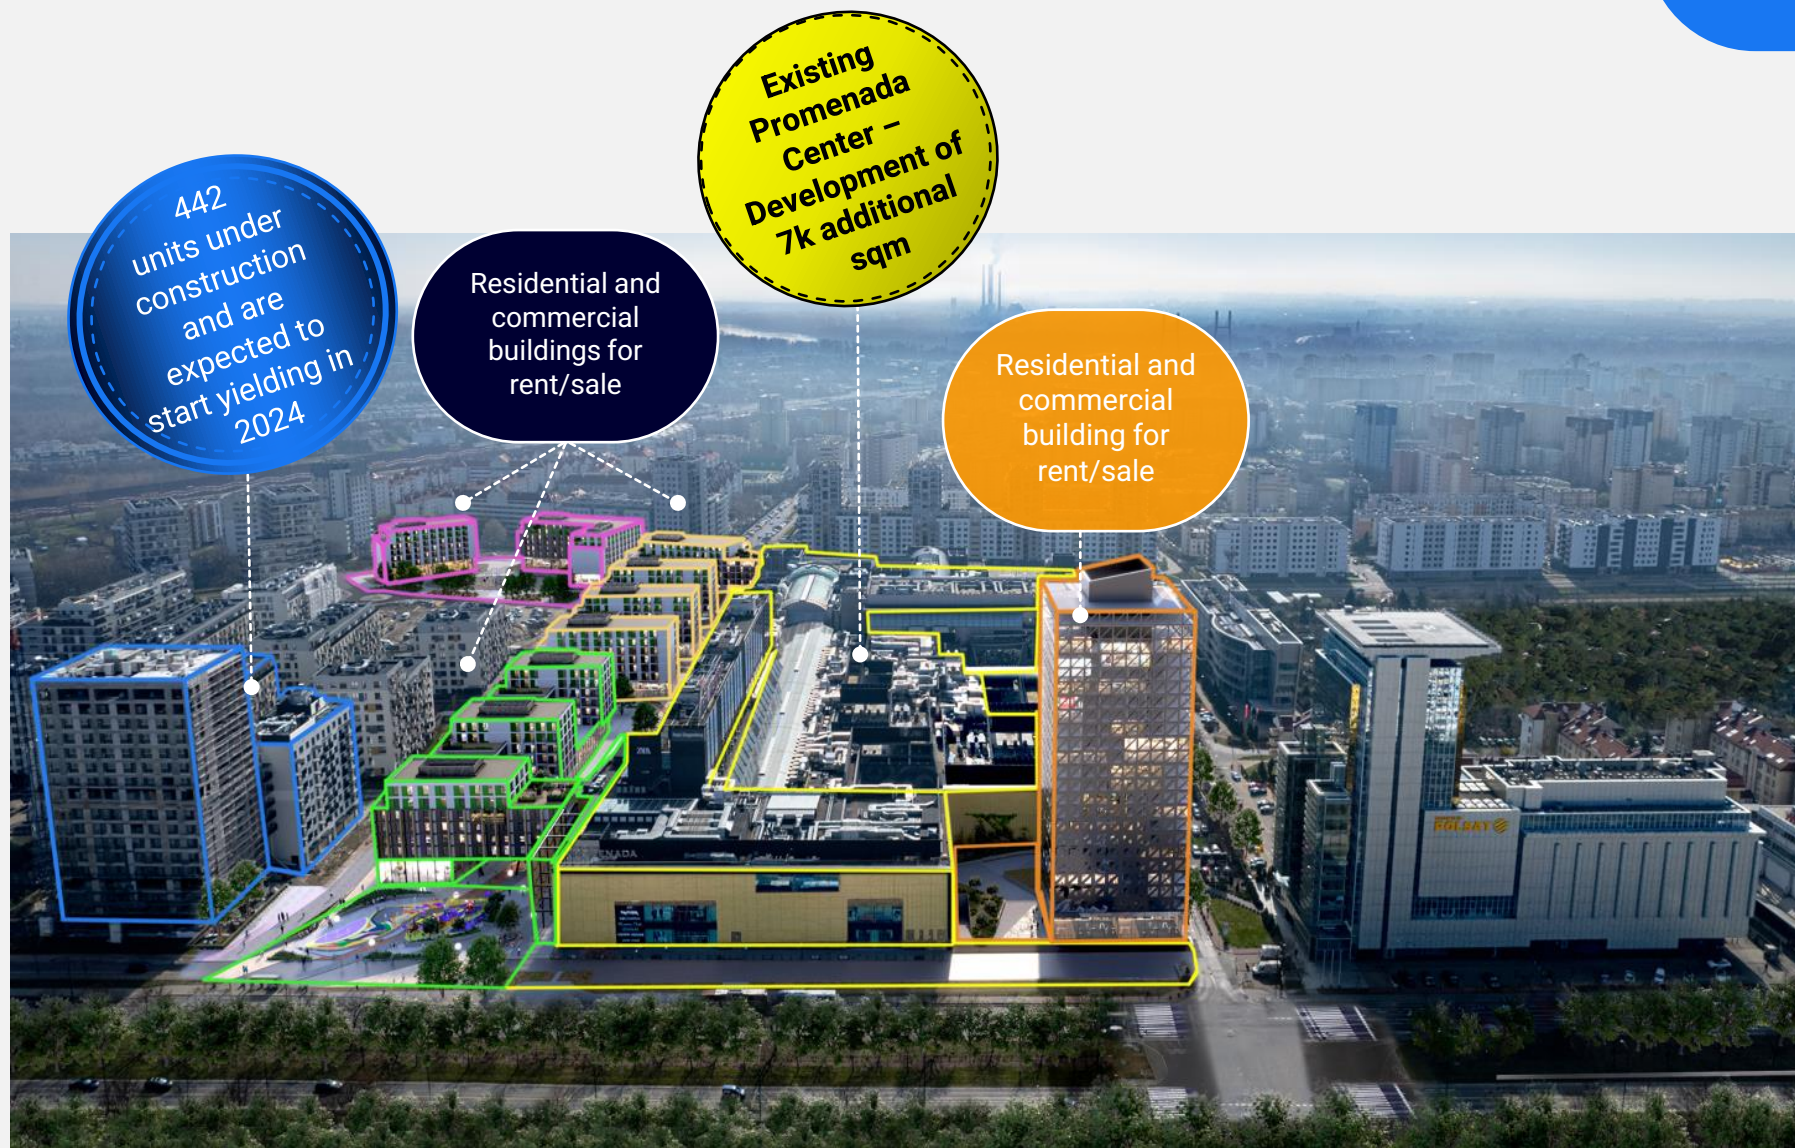 Existing
Promenada
Center –
Development of
7k additional
sqm
442
units under
construction
and are
expected to
start yielding in
2024
Residential and
commercial
buildings for
rent/sale
Residential and
commercial
building for
rent/sale
POLSAT